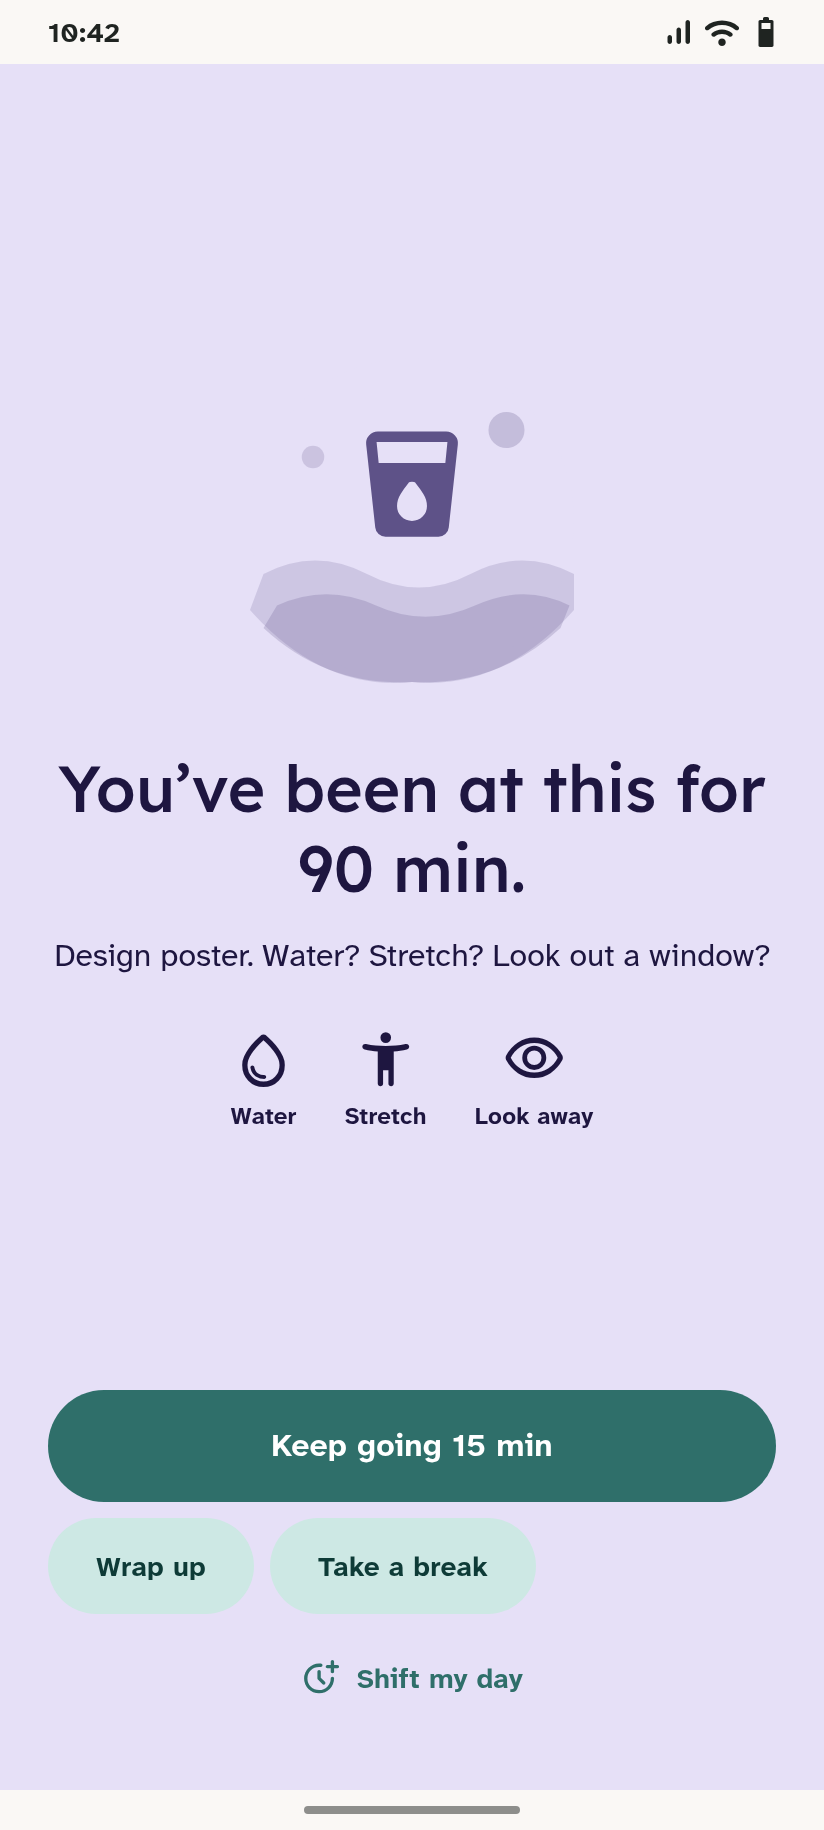 10:42
You’ve been at this for
90 min.
Design poster. Water? Stretch? Look out a window?
Water Stretch Look away
Keep going 15 min
Wrap up Take a break
Shift my day